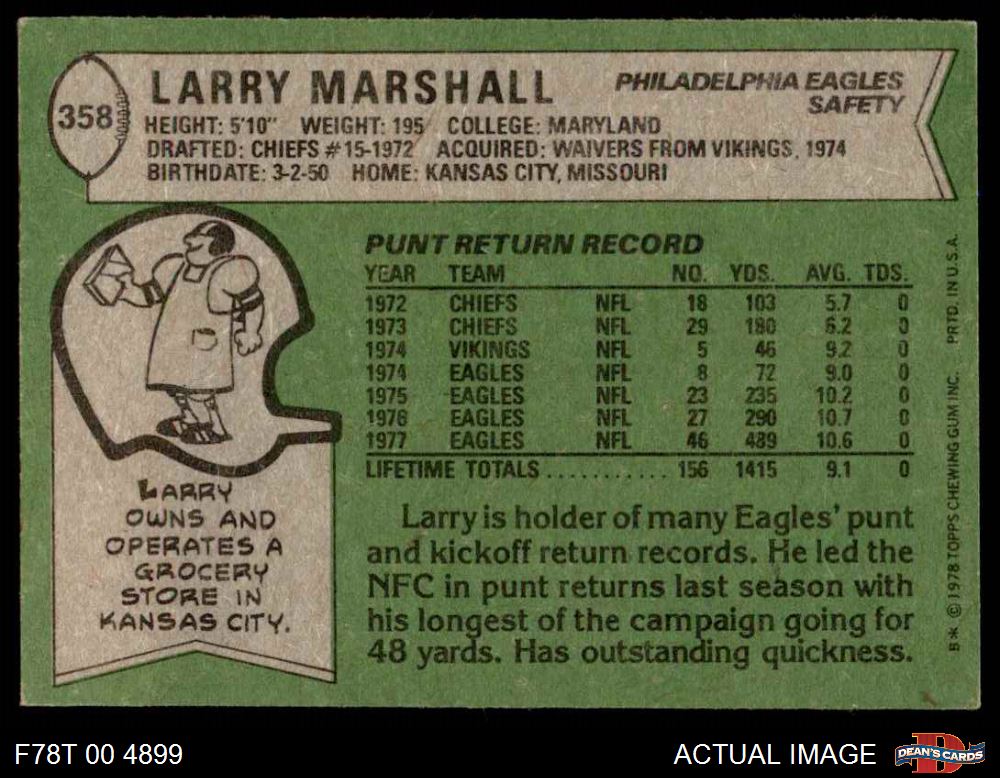 358
LARRY MARSHALL
PHILADELPHIA EAGLES
SAFETY
HEIGHT: 5'10" WEIGHT: 195 COLLEGE: MARYLAND
DRAFTED: CHIEFS #15-1972 ACQUIRED: WAIVERS FROM VIKINGS, 1974
BIRTHDATE: 3-2-50 HOME: KANSAS CITY, MISSOURI
PUNT RETURN RECORD
YEAR TEAM NO. YDS. AVG. TDS.
1972 CHIEFS NFL 18 103 5.7 0
1973 CHIEFS NFL 29 180 6.2 0
1974 VIKINGS NFL 5 46 9.2 0
1974 EAGLES NFL 8 72 9.0 0
1975 EAGLES NFL 23 235 10.2 0
1976 EAGLES NFL 27 290 10.7 0
1977 EAGLES NFL 46 489 10.6 0
LIFETIME TOTALS........... 156 1415 9.1 0
LARRY
OWNS AND
OPERATES A
GROCERY
STORE IN
KANSAS CITY.
Larry is holder of many Eagles' punt
and kickoff return records. He led the
NFC in punt returns last season with
his longest of the campaign going for
48 yards. Has outstanding quickness.
B* © 1978 TOPPS CHEWING GUM INC. PRTD. IN U.S.A.
F78T 00 4899
ACTUAL IMAGE
DEAN'S CARDS